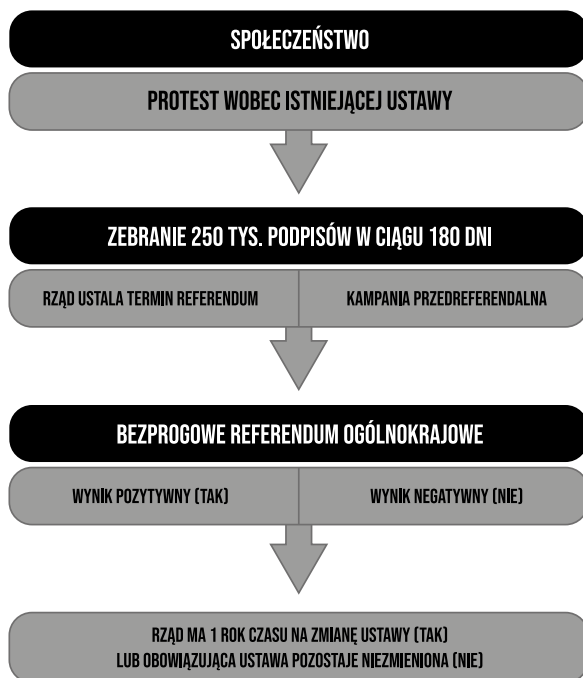 SPOŁECZEŃSTWO
PROTEST WOBEC ISTNIEJĄCEJ USTAWY
ZEBRANIE 250 TYS. PODPISÓW W CIĄGU 180 DNI
RZĄD USTALA TERMIN REFERENDUM
KAMPANIA PRZEDREFERENDALNA
BEZPROGOWE REFERENDUM OGÓLNOKRAJOWE
WYNIK POZYTYWNY (TAK)
WYNIK NEGATYWNY (NIE)
RZĄD MA 1 ROK CZASU NA ZMIANĘ USTAWY (TAK)
LUB OBOWIĄZUJĄCA USTAWA POZOSTAJE NIEZMIENIONA (NIE)